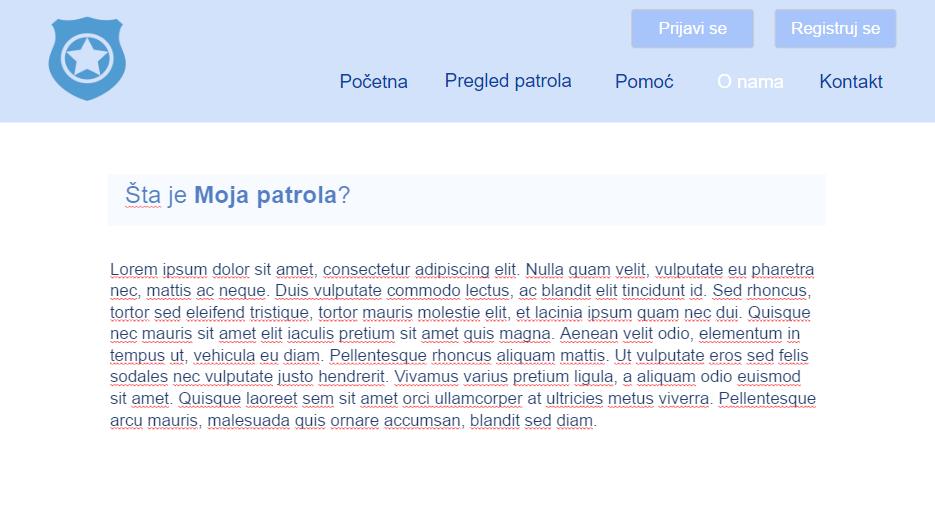 Prijavi se Registruj se
Početna Pregled patrola Pomoć O nama Kontakt
Šta je Moja patrola?
Lorem ipsum dolor sit amet, consectetur adipiscing elit. Nulla quam velit, vulputate eu pharetra
nec, mattis ac neque. Duis vulputate commodo lectus, ac blandit elit tincidunt id. Sed rhoncus,
tortor sed eleifend tristique, tortor mauris molestie elit, et lacinia ipsum quam nec dui. Quisque
nec mauris sit amet elit iaculis pretium sit amet quis magna. Aenean velit odio, elementum in
tempus ut, vehicula eu diam. Pellentesque rhoncus aliquam mattis. Ut vulputate eros sed felis
sodales nec vulputate justo hendrerit. Vivamus varius pretium ligula, a aliquam odio euismod
sit amet. Quisque laoreet sem sit amet orci ullamcorper at ultricies metus viverra. Pellentesque
arcu mauris, malesuada quis ornare accumsan, blandit sed diam.